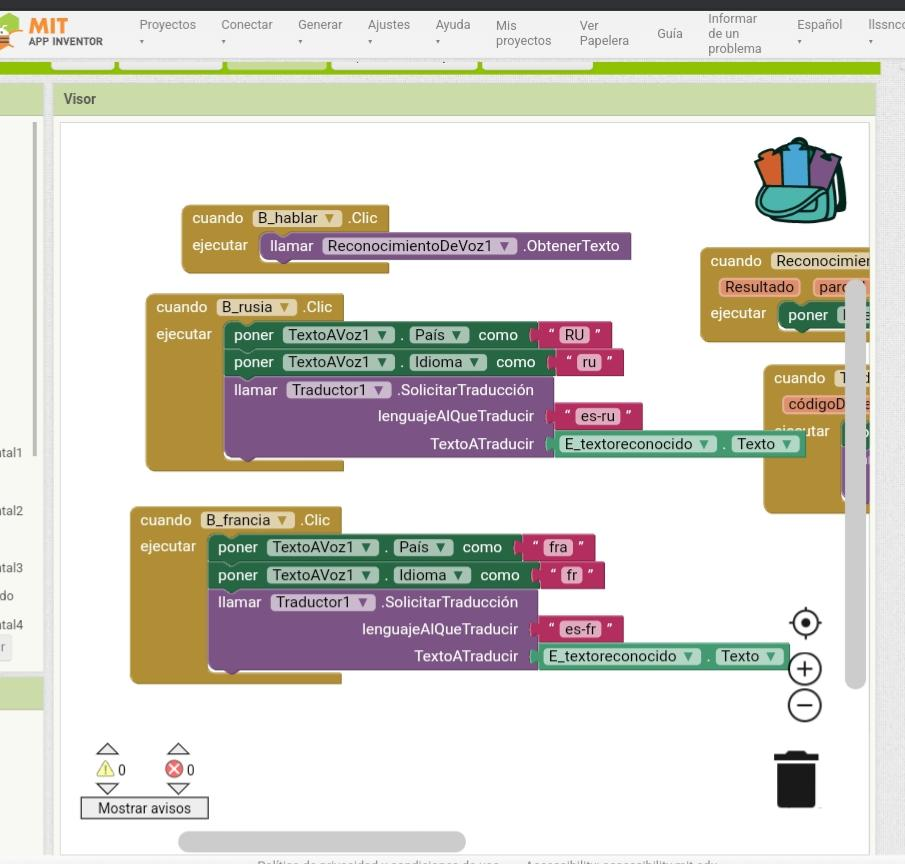 MIT
APP INVENTOR
Proyectos
Conectar
Generar
Ajustes
Ayuda
Mis proyectos
Ver Papelera
Guía
Informar de un problema
Español
Visor
cuando B_hablar .Clic
ejecutar llamar ReconocimientoDeVoz1 .ObtenerTexto
cuando B_rusia .Clic
ejecutar poner TextoAVoz1 . País como " RU "
poner TextoAVoz1 . Idioma como " ru "
llamar Traductor1 .SolicitarTraducción
lenguajeAlQueTraducir " es-ru "
TextoATraducir E_textoreconocido . Texto
cuando B_francia .Clic
ejecutar poner TextoAVoz1 . País como " fra "
poner TextoAVoz1 . Idioma como " fr "
llamar Traductor1 .SolicitarTraducción
lenguajeAlQueTraducir " es-fr "
TextoATraducir E_textoreconocido . Texto
cuando
Resultado
ejecutar poner
cuando
ejecutar
ntal1
ntal2
ntal3
do
ntal4
0 0
Mostrar avisos